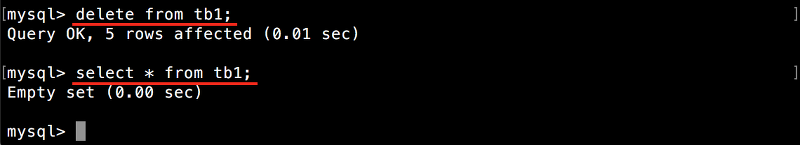 [mysql> delete from tb1; ]
Query OK, 5 rows affected (0.01 sec)
[mysql> select * from tb1; ]
Empty set (0.00 sec)
mysql>